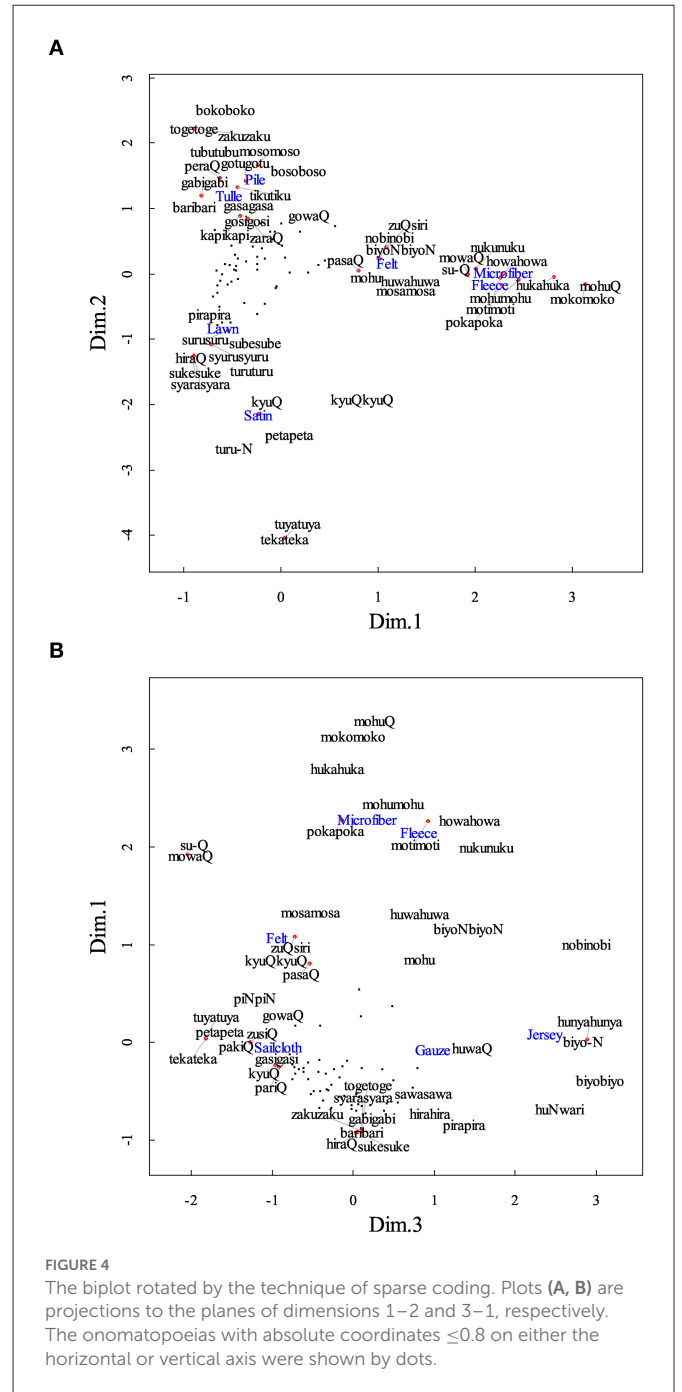 A
bokoboko
togetoge
zakuzaku
tubutubu mosomoso
peraQ gotugotu
bosoboso
gabigabi Pile
Tulle tikutiku
baribari gasagasa
gosigosi gowaQ
kapikapi zaraQ
zuQsiri
nobinobi
biyoNbiyoN
pasaQ Felt
mohu huwahuwa
mosamosa
nukunuku
mowaQ howahowa
su-Q Microfiber
Fleece hukahuka mohuQ
mohumohu mokomoko
motimoti
pokapoka
pirapira
Lawn
surusuru subesube
hiraQ syurusyuru
sukesuke turuturu
syarasyara
kyuQ kyuQkyuQ
Satin
petapeta
turu-N
tuyatuya
tekateka
3
2
1
0
-1
-2
-3
-4
Dim.2
-1 0 1 2 3
Dim.1
B
mohuQ
mokomoko
hukahuka
mohumohu
Microfiber howahowa
pokapoka Fleece
motimoti nukunuku
su-Q
mowaQ
mosamosa huwahuwa
biyoNbiyoN
Felt
zuQsiri nobinobi
kyuQkyuQ mohu
pasaQ
piNpiN
tuyatuya gowaQ hunyahunya
petapeta zusiQ Jersey
pakiQ Sailcloth Gauze huwaQ biyo-N
tekateka gasigasi
kyuQ biyobiyo
pariQ togetoge
syarasyara sawasawa
zakuzaku gabigabi hirahira huNwari
baribari pirapira
hiraQ sukesuke
3
2
1
0
-1
Dim.1
-2 -1 0 1 2 3
Dim.3
FIGURE 4
The biplot rotated by the technique of sparse coding. Plots (A, B) are
projections to the planes of dimensions 1–2 and 3–1, respectively.
The onomatopoeias with absolute coordinates ≤0.8 on either the
horizontal or vertical axis were shown by dots.